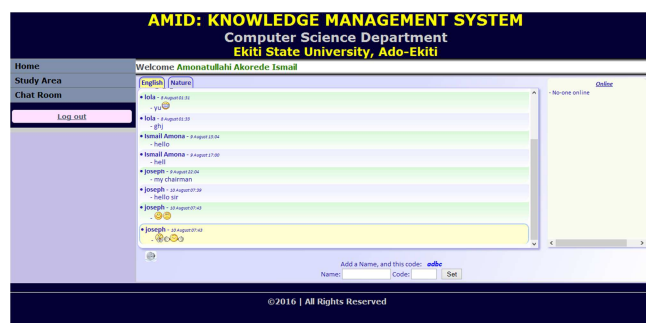 AMID: KNOWLEDGE MANAGEMENT SYSTEM
Computer Science Department
Ekiti State University, Ado-Ekiti
Home
Study Area
Chat Room
Log out
Welcome Amonatullahi Akorede Ismail
English Nature
• lola - 9 August 01:31
- yu
• lola - 9 August 01:33
- ghj
• Ismail Amona - 9 August 15:04
- hello
• Ismail Amona - 9 August 17:00
- hell
• joseph - 9 August 22:04
- my chairman
• joseph - 10 August 07:39
- hello sir
• joseph - 10 August 07:43
-
• joseph - 10 August 07:43
-
Online
- No-one online
Add a Name, and this code: odbc
Name: Code: Set
©2016 | All Rights Reserved